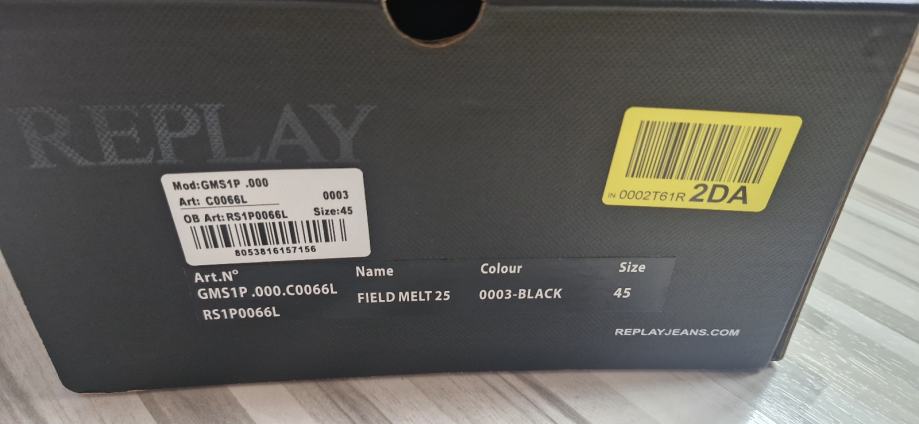 REPLAY
Mod:GMS1P .000
Art: C0066L 0003
OB Art:RS1P0066L Size:45
8053816157156
IN 0002T61R 2DA
Art.N° Name Colour Size
GMS1P .000.C0066L FIELD MELT 25 0003-BLACK 45
RS1P0066L
REPLAYJEANS.COM